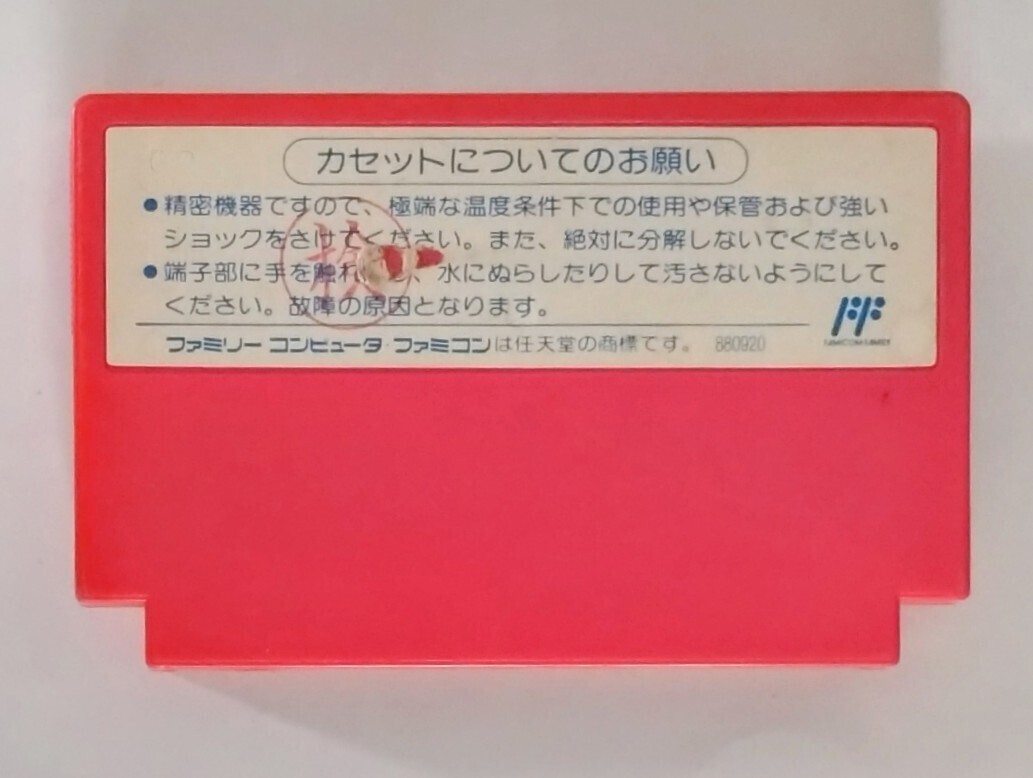 カセットについてのお願い
●精密機器ですので、極端な温度条件下での使用や保管および強い
ショックをさけてください。また、絶対に分解しないでください。
●端子部に手を触れ 、水にぬらしたりして汚さないようにして
ください。故障の原因となります。
ファミリーコンピュータ・ファミコンは任天堂の商標です。 880920
FF
検